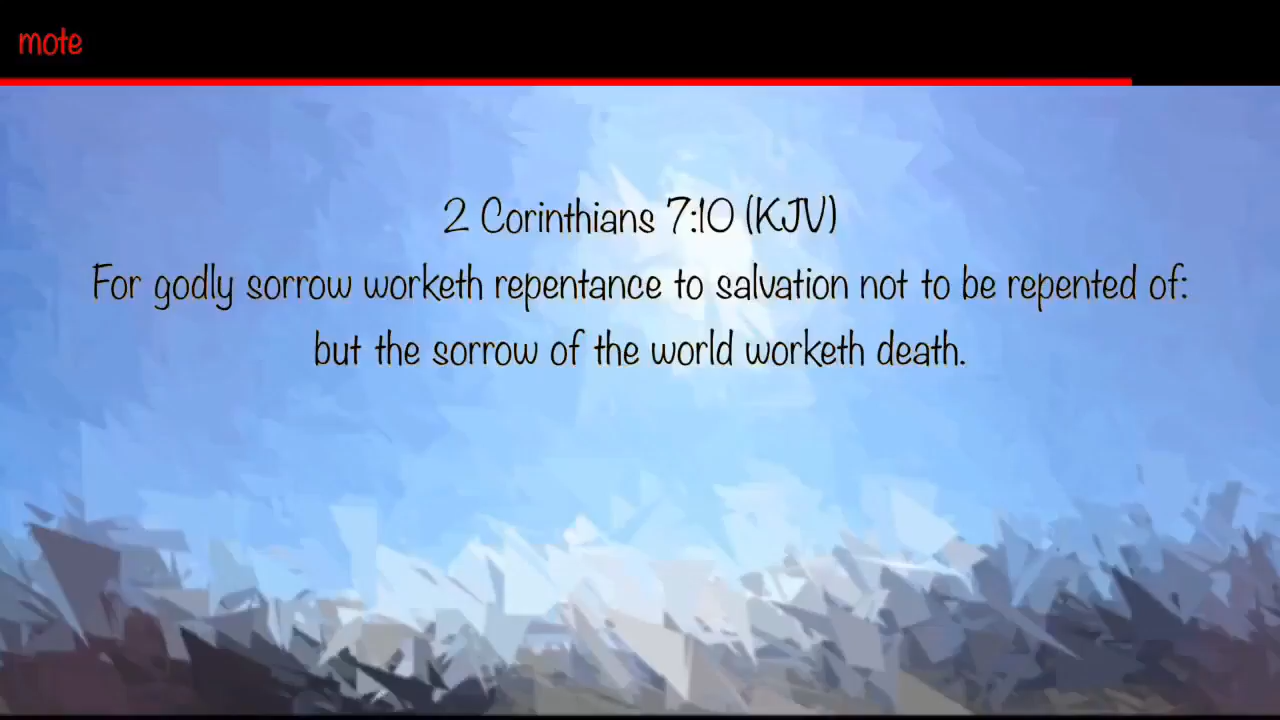 mote
2 Corinthians 7:10 (KJV)
For godly sorrow worketh repentance to salvation not to be repented of:
but the sorrow of the world worketh death.